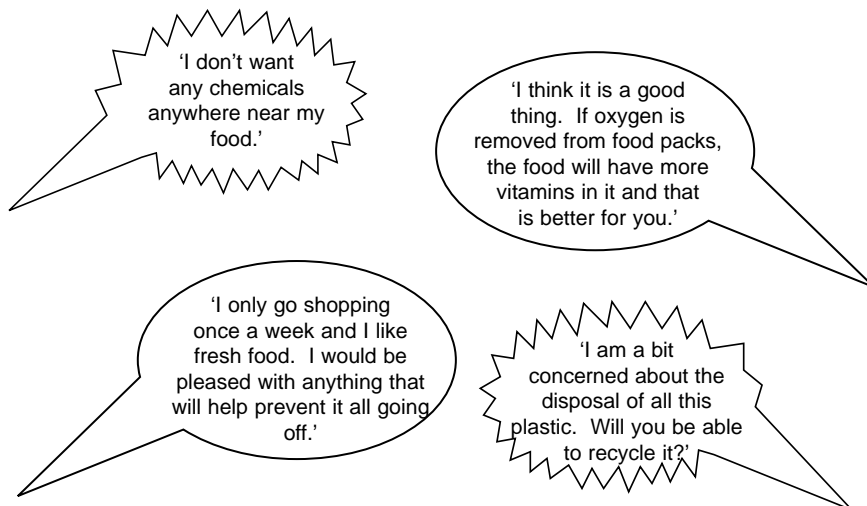 ‘I don’t want
any chemicals
anywhere near my
food.’
‘I think it is a good
thing.  If oxygen is
removed from food packs,
the food will have more
vitamins in it and that
is better for you.’
‘I only go shopping
once a week and I like
fresh food.  I would be
pleased with anything that
will help prevent it all going
off.’
‘I am a bit
concerned about the
disposal of all this
plastic.  Will you be able
to recycle it?’